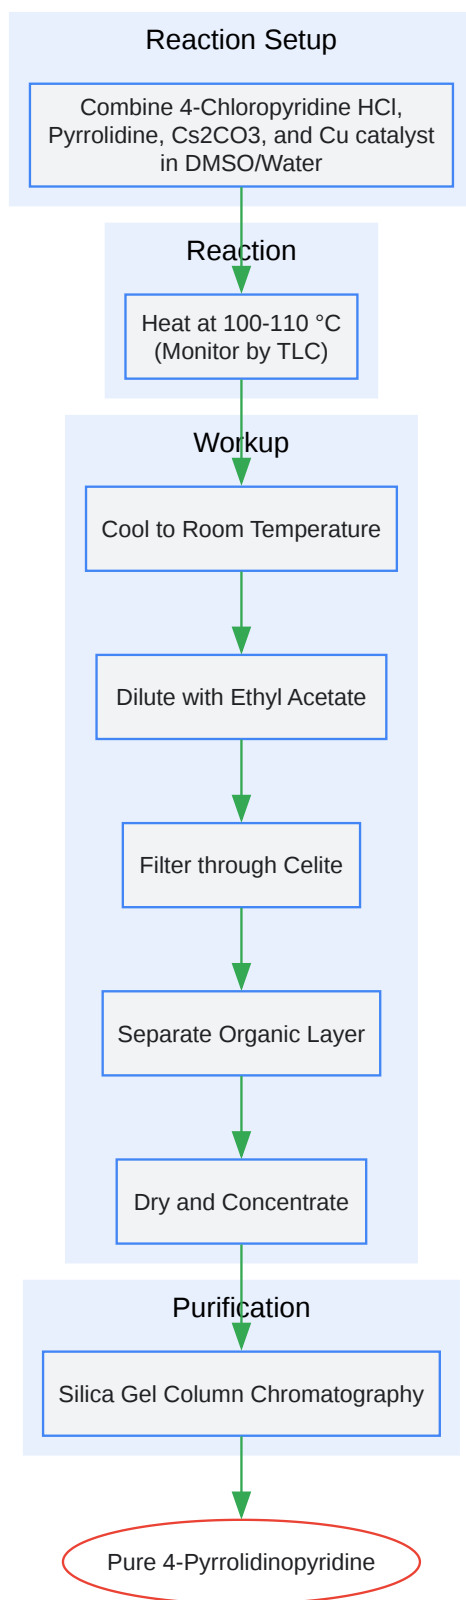 Reaction Setup
Combine 4-Chloropyridine HCl,
Pyrrolidine, Cs2CO3, and Cu catalyst
in DMSO/Water
Reaction
Heat at 100-110 °C
(Monitor by TLC)
Workup
Cool to Room Temperature
Dilute with Ethyl Acetate
Filter through Celite
Separate Organic Layer
Dry and Concentrate
Purification
Silica Gel Column Chromatography
Pure 4-Pyrrolidinopyridine